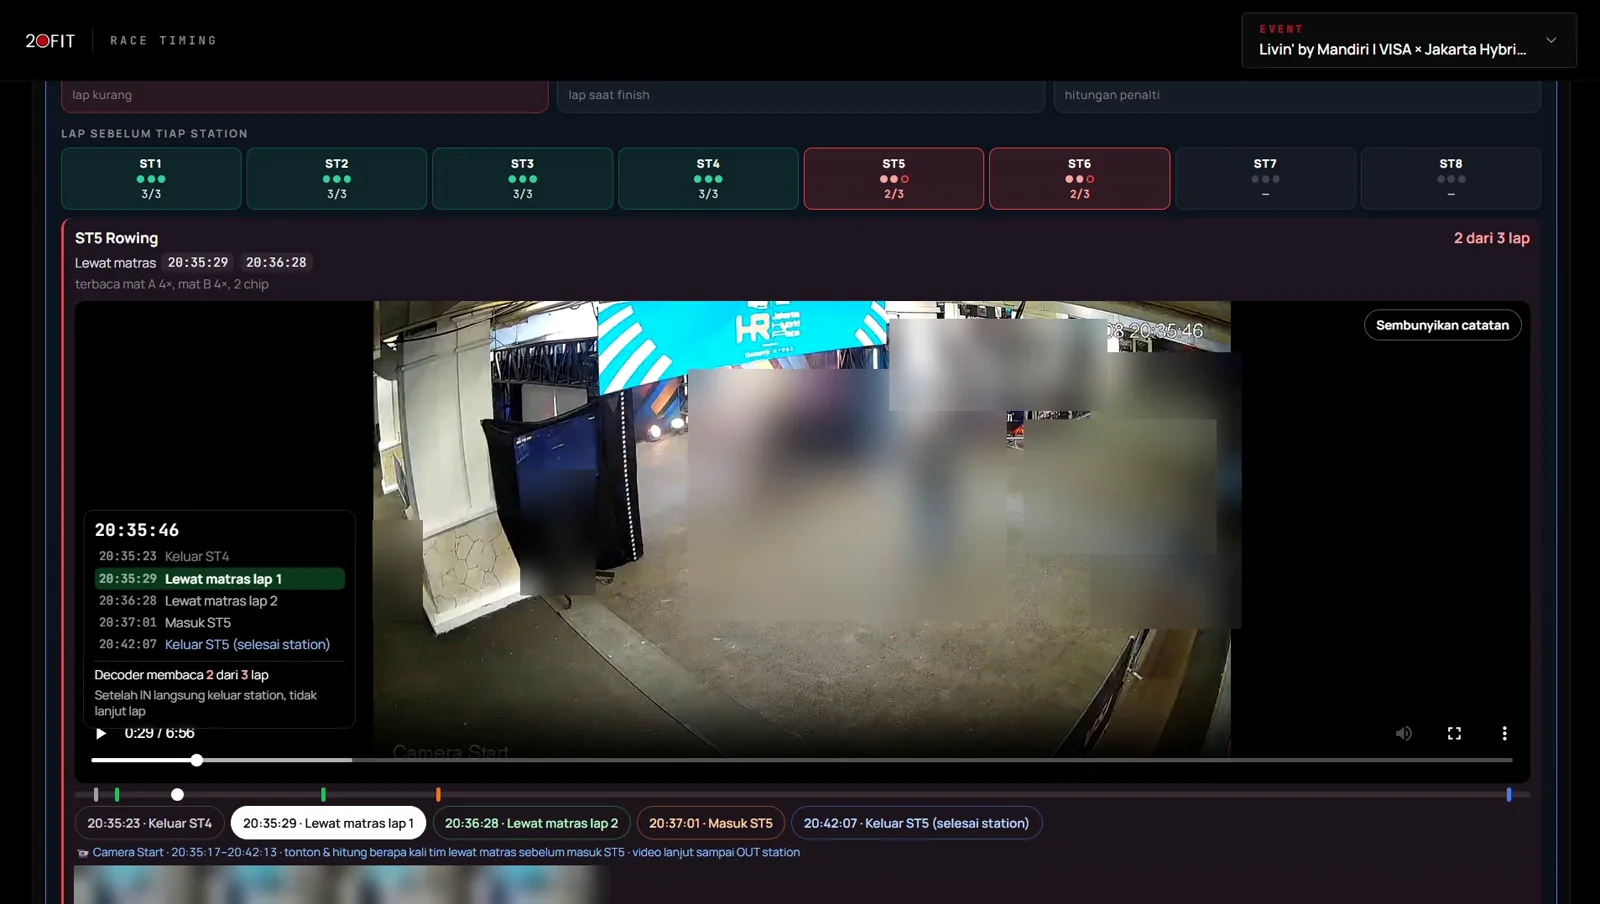 2OFIT
RACE TIMING
EVENT
Livin' by Mandiri | VISA × Jakarta Hybri...
lap kurang
lap saat finish
hitungan penalti
LAP SEBELUM TIAP STATION
ST1
3/3
ST2
3/3
ST3
3/3
ST4
3/3
ST5
2/3
ST6
2/3
ST7
–
ST8
–
ST5 Rowing
2 dari 3 lap
Lewat matras 20:35:29 20:36:28
terbaca mat A 4×, mat B 4×, 2 chip
HR
20:35:46
Sembunyikan catatan
20:35:46
20:35:23 Keluar ST4
20:35:29 Lewat matras lap 1
20:36:28 Lewat matras lap 2
20:37:01 Masuk ST5
20:42:07 Keluar ST5 (selesai station)
Decoder membaca 2 dari 3 lap
Setelah IN langsung keluar station, tidak
lanjut lap
0:29 / 6:56
Camera Start
20:35:23 · Keluar ST4
20:35:29 · Lewat matras lap 1
20:36:28 · Lewat matras lap 2
20:37:01 · Masuk ST5
20:42:07 · Keluar ST5 (selesai station)
Camera Start · 20:35:17–20:42:13 · tonton & hitung berapa kali tim lewat matras sebelum masuk ST5 · video lanjut sampai OUT station